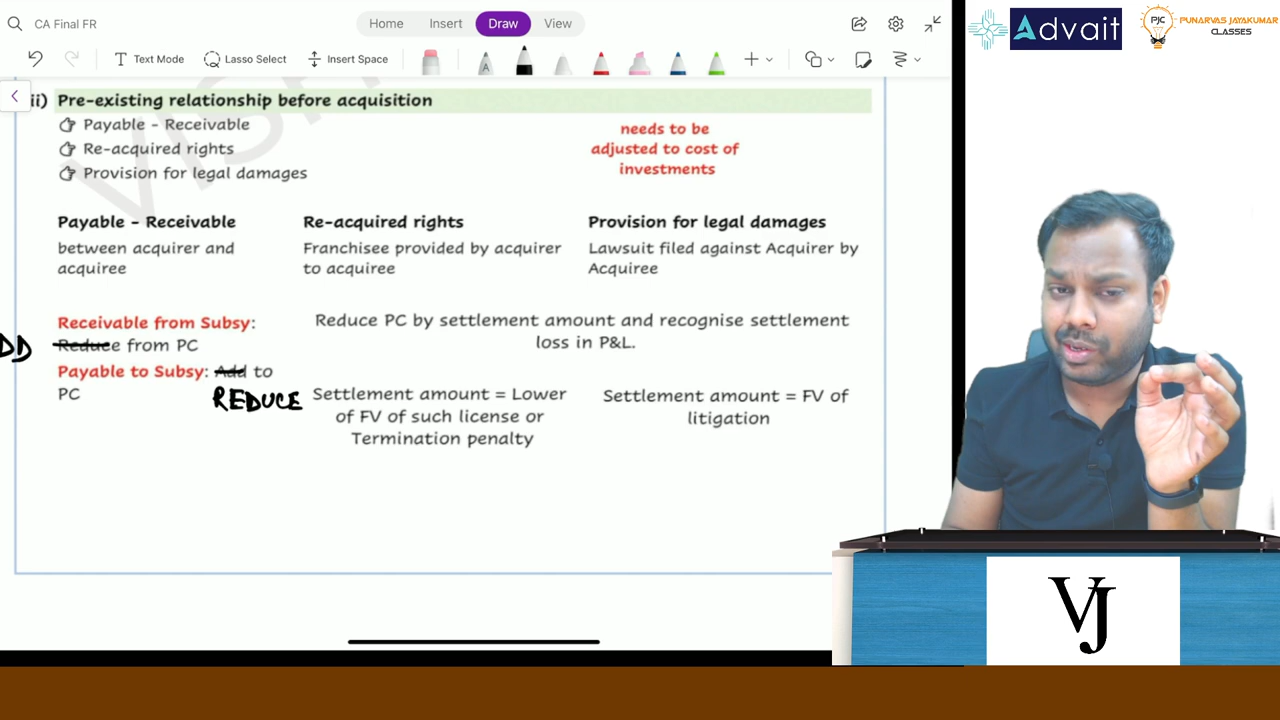 CA Final FR
Home Insert Draw View
Advait
PJC
PUNARVAS JAYAKUMAR
CLASSES
Text Mode Lasso Select Insert Space
A
ii) Pre-existing relationship before acquisition
Payable - Receivable
Re-acquired rights
Provision for legal damages
needs to be
adjusted to cost of
investments
Payable - Receivable
between acquirer and
acquiree
Re-acquired rights
Franchisee provided by acquirer
to acquiree
Provision for legal damages
Lawsuit filed against Acquirer by
Acquiree
Receivable from Subsy:
DD Reduce from PC
Payable to Subsy: Add to
PC
REDUCE
Reduce PC by settlement amount and recognise settlement
loss in P&L.
Settlement amount = Lower
of FV of such license or
Termination penalty
Settlement amount = FV of
litigation
VJ